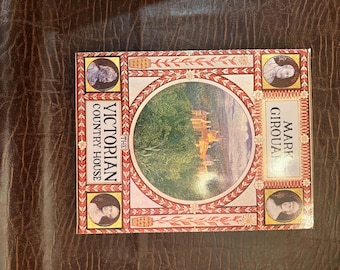 MARK
GIROUARD
THE
VICTORIAN
COUNTRY HOUSE